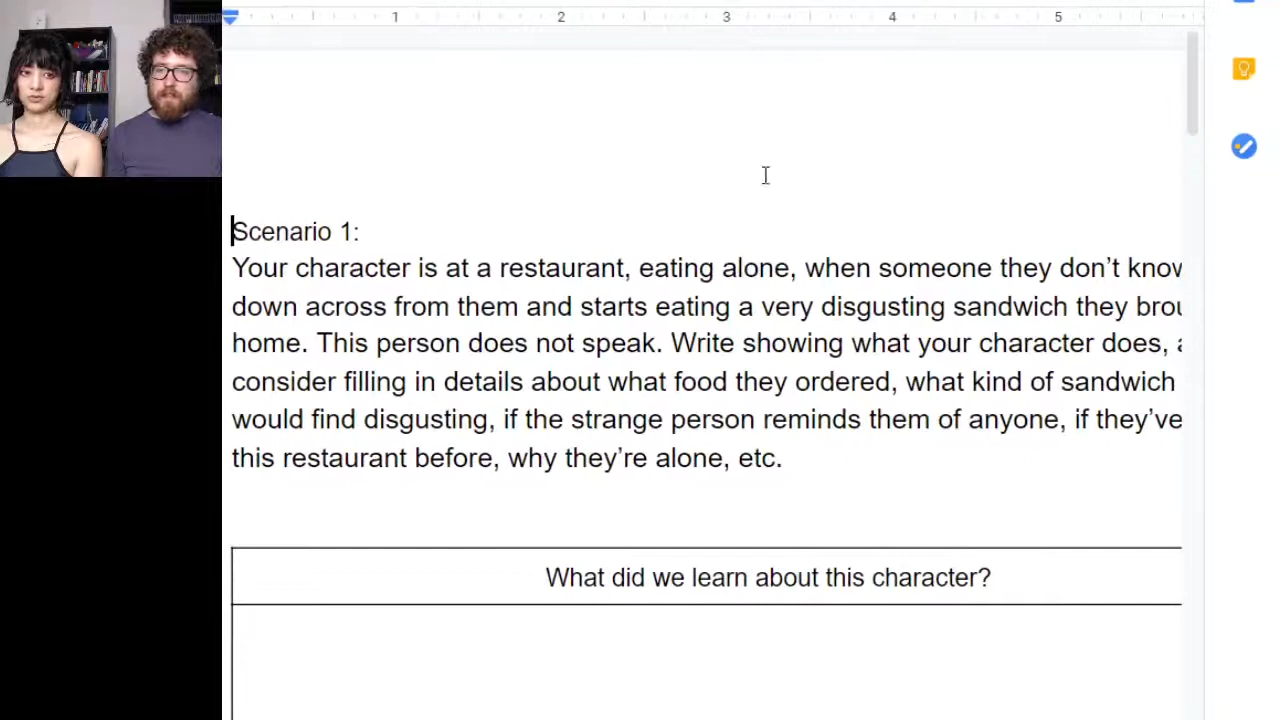 1 2 3 4 5
Scenario 1:
Your character is at a restaurant, eating alone, when someone they don’t know
down across from them and starts eating a very disgusting sandwich they
home. This person does not speak. Write showing what your character does,
consider filling in details about what food they ordered, what kind of sandwich
would find disgusting, if the strange person reminds them of anyone, if they’ve
this restaurant before, why they’re alone, etc.
What did we learn about this character?